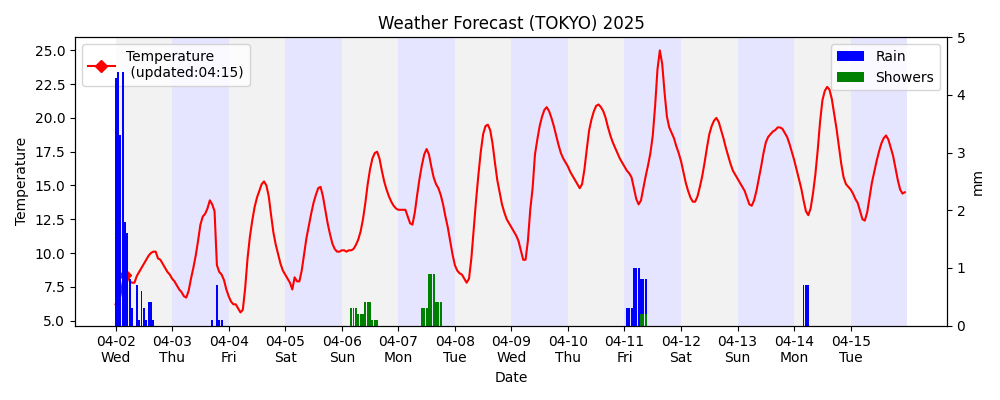 Weather Forecast (TOKYO) 2025
Temperature
(updated:04:15)
Rain
Showers
25.0
22.5
20.0
17.5
15.0
12.5
10.0
7.5
5.0
Temperature
5
4
3
2
1
0
mm
04-02 04-03 04-04 04-05 04-06 04-07 04-08 04-09 04-10 04-11 04-12 04-13 04-14 04-15
Wed Thu Fri Sat Sun Mon Tue Wed Thu Fri Sat Sun Mon Tue
Date